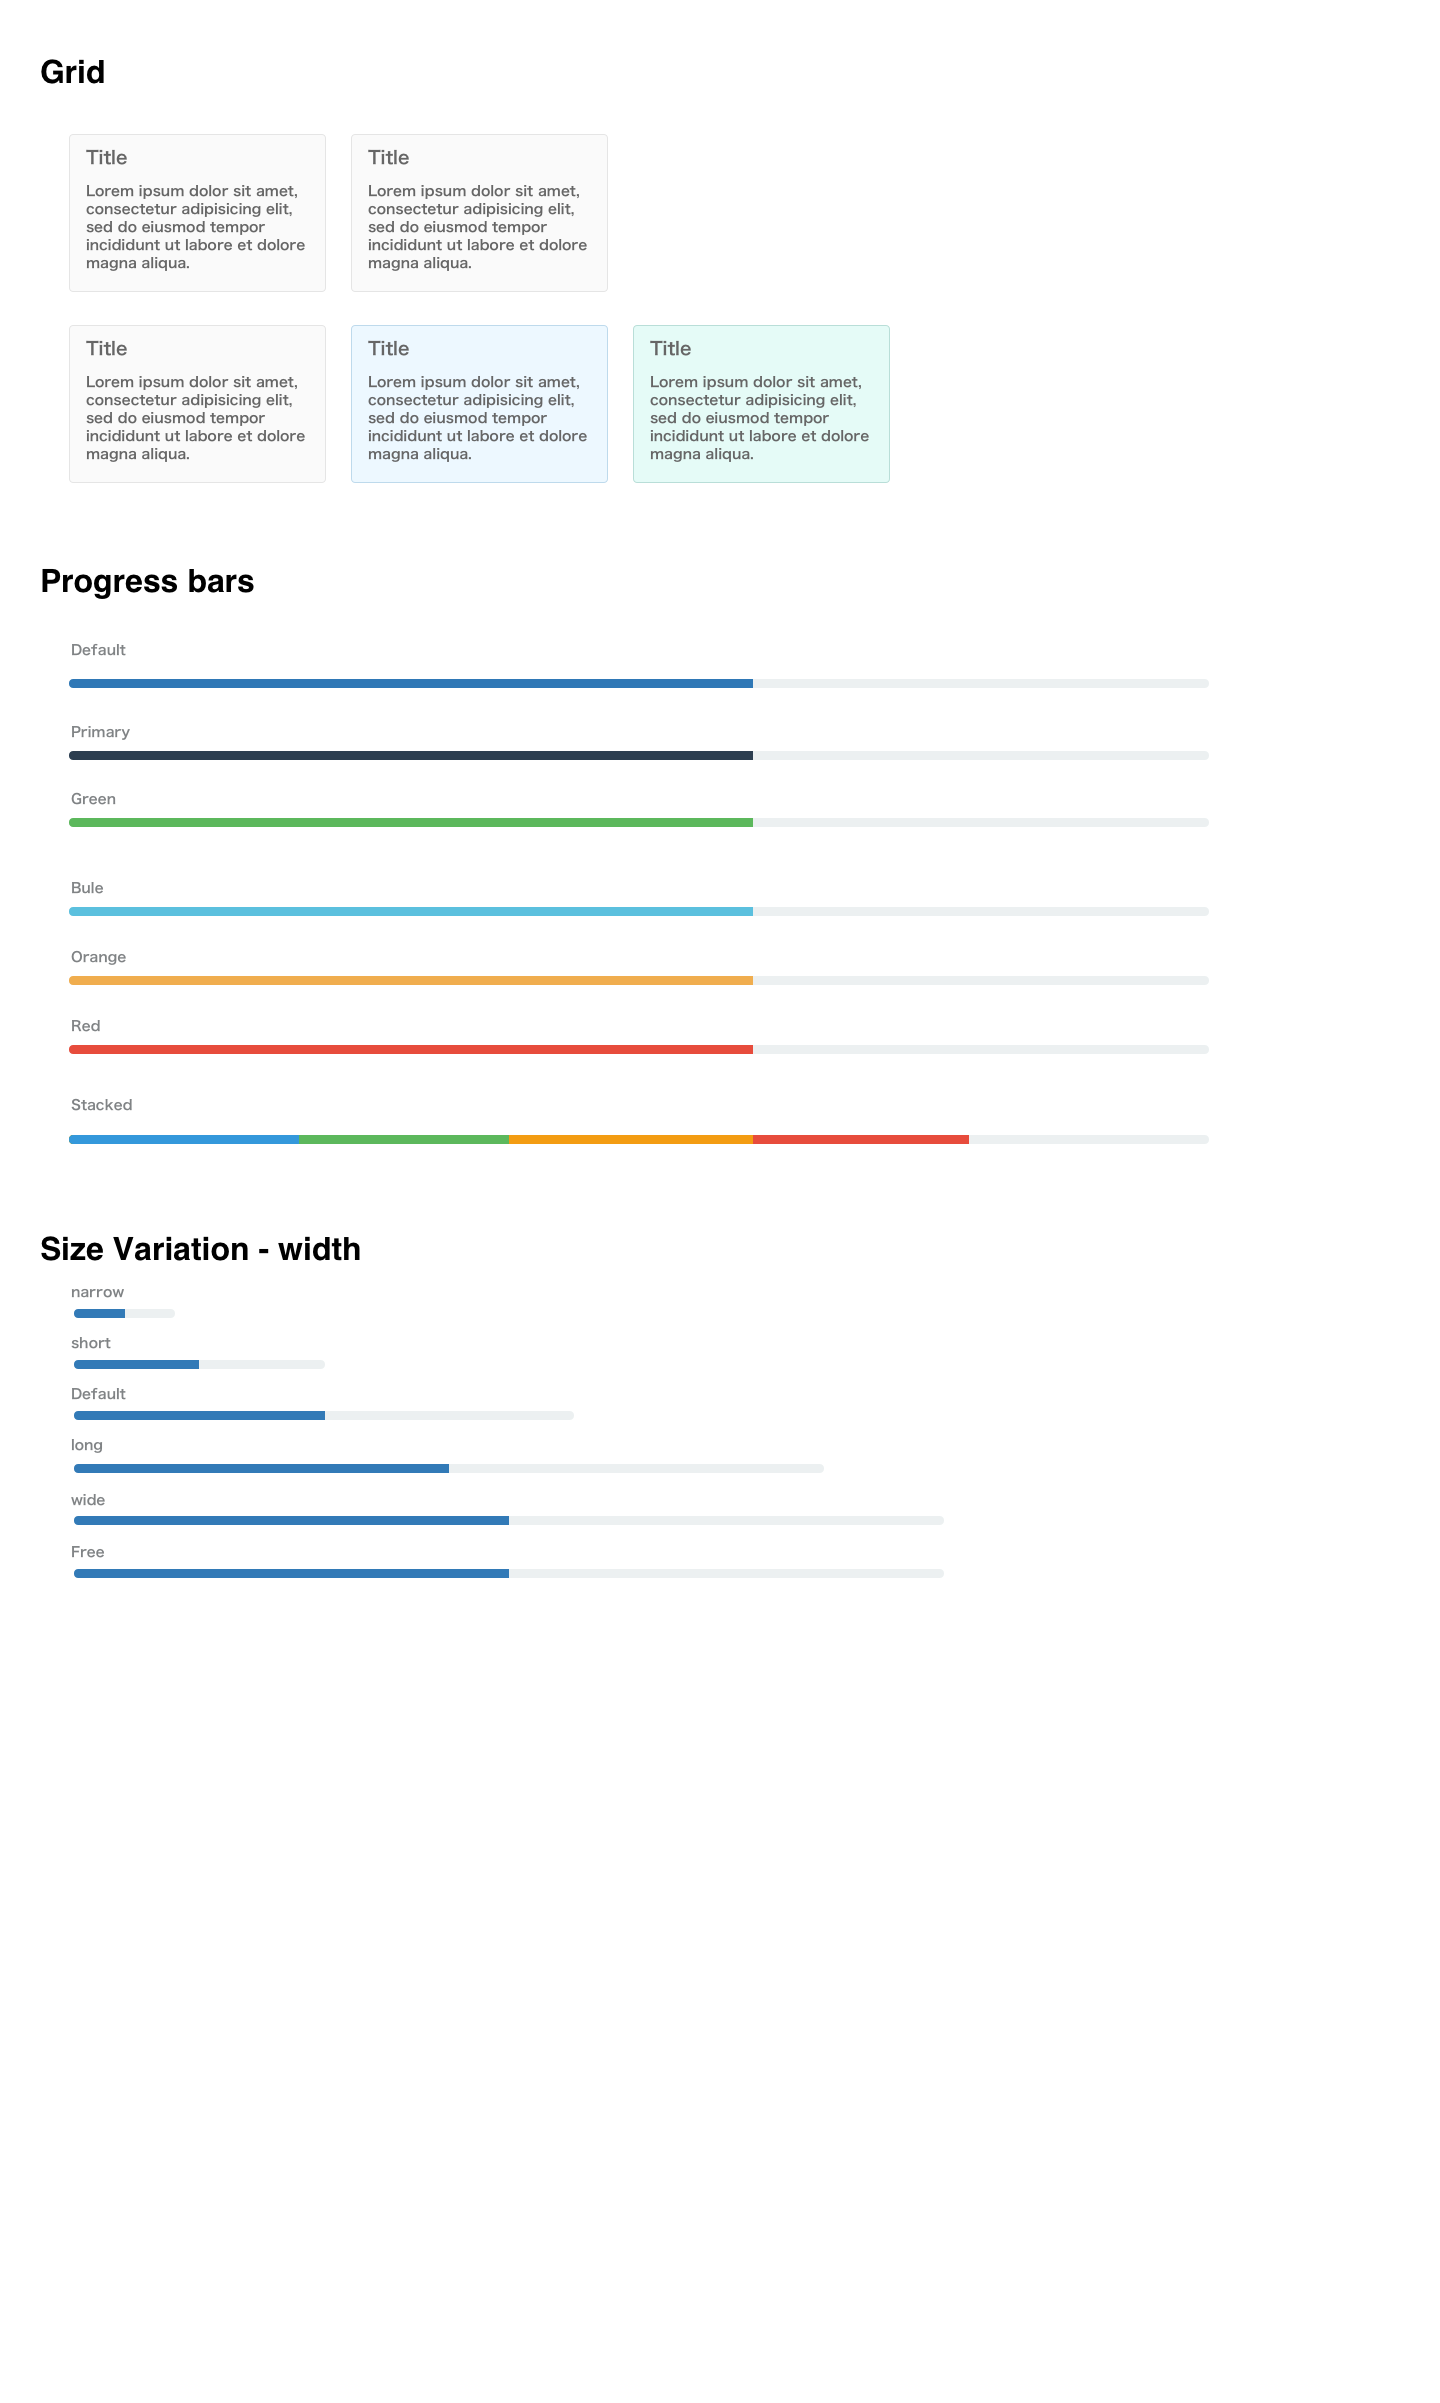 Grid
Title
Lorem ipsum dolor sit amet,
consectetur adipisicing elit,
sed do eiusmod tempor
incididunt ut labore et dolore
magna aliqua.
Title
Lorem ipsum dolor sit amet,
consectetur adipisicing elit,
sed do eiusmod tempor
incididunt ut labore et dolore
magna aliqua.
Title
Lorem ipsum dolor sit amet,
consectetur adipisicing elit,
sed do eiusmod tempor
incididunt ut labore et dolore
magna aliqua.
Title
Lorem ipsum dolor sit amet,
consectetur adipisicing elit,
sed do eiusmod tempor
incididunt ut labore et dolore
magna aliqua.
Title
Lorem ipsum dolor sit amet,
consectetur adipisicing elit,
sed do eiusmod tempor
incididunt ut labore et dolore
magna aliqua.
Progress bars
Default
Primary
Green
Bule
Orange
Red
Stacked
Size Variation - width
narrow
short
Default
long
wide
Free